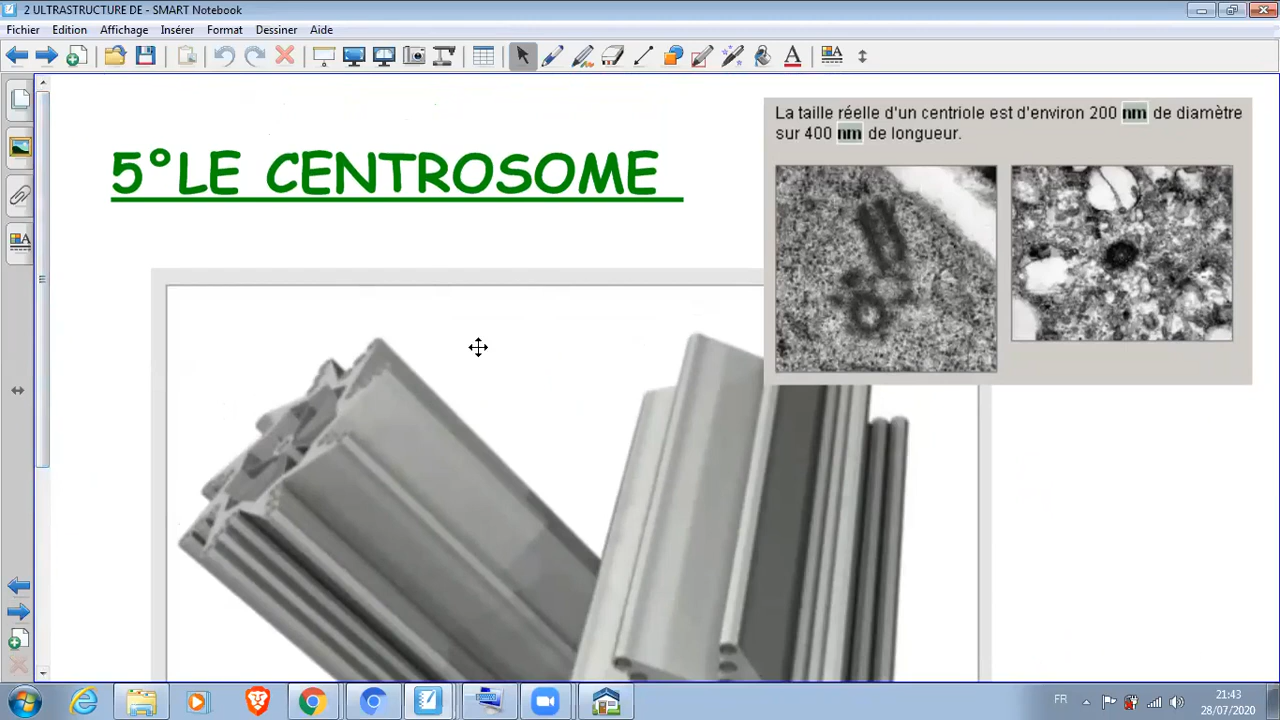 2 ULTRASTRUCTURE DE - SMART Notebook
Fichier Edition Affichage Insérer Format Dessiner Aide
La taille réelle d'un centriole est d'environ 200 nm de diamètre
sur 400 nm de longueur.
5°LE CENTROSOME
FR
21:43
28/07/2020